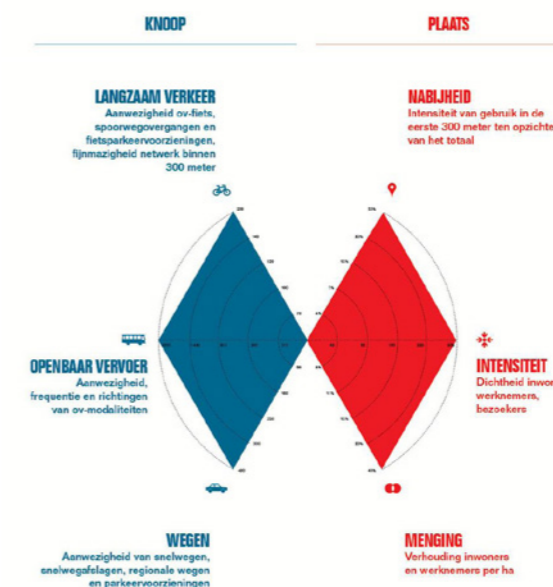 KNOOP
PLAATS
LANGZAAM VERKEER
Aanwezigheid ov-fiets,
spoorwegovergangen en
fietsparkeervoorzieningen,
fijnmazigheid netwerk binnen
300 meter
NABIJHEID
Intensiteit van gebruik in de
eerste 300 meter ten opzichte
van het totaal
OPENBAAR VERVOER
Aanwezigheid,
frequentie en richtingen
van ov-modaliteiten
INTENSITEIT
Dichtheid inwon
werknemers,
bezoekers
WEGEN
Aanwezigheid van snelwegen,
snelwegafslagen, regionale wegen
en parkeervoorzieningen
MENGING
Verhouding inwoners
en werknemers per ha